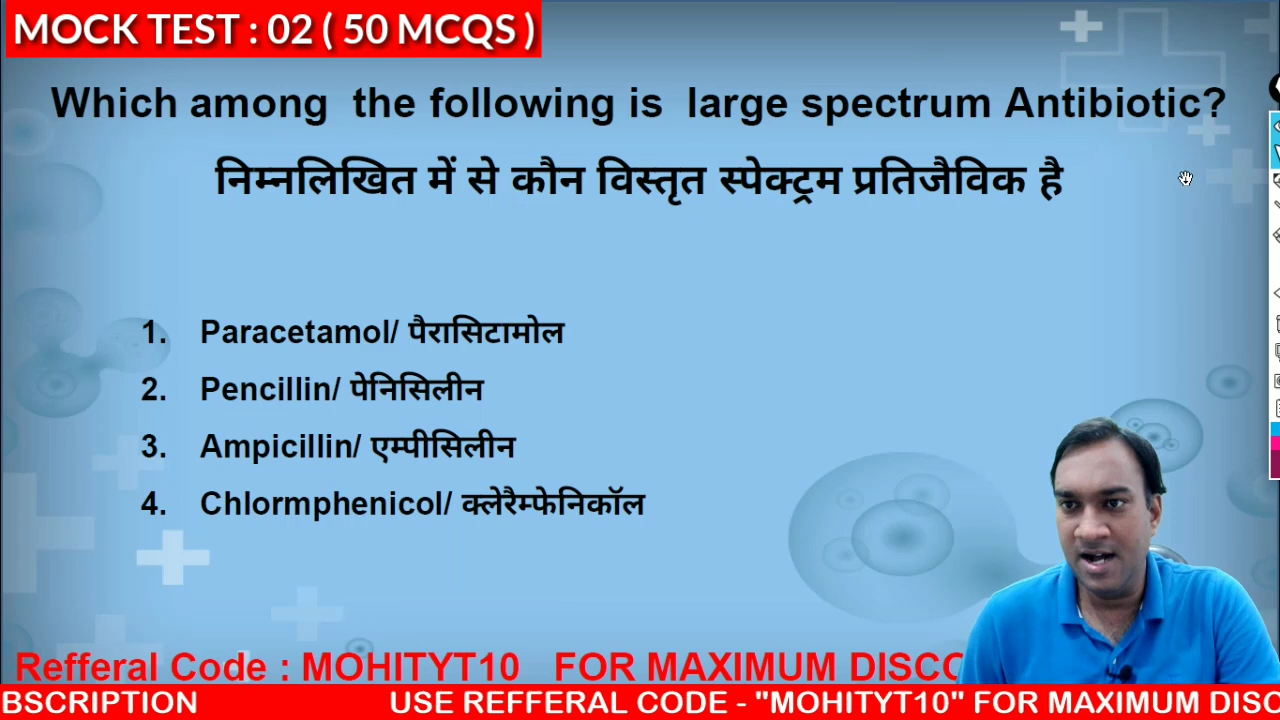 MOCK TEST : 02 ( 50 MCQS )
Which among the following is large spectrum Antibiotic?
निम्नलिखित में से कौन विस्तृत स्पेक्ट्रम प्रतिजैविक है
1. Paracetamol/ पैरासिटामोल
2. Pencillin/ पेनिसिलीन
3. Ampicillin/ एम्पीसिलीन
4. Chlormphenicol/ क्लेरैम्फेनिकॉल
Refferal Code : MOHITYT10 FOR MAXIMUM DISCO
BSCRIPTION USE REFFERAL CODE - "MOHITYT10" FOR MAXIMUM DISC